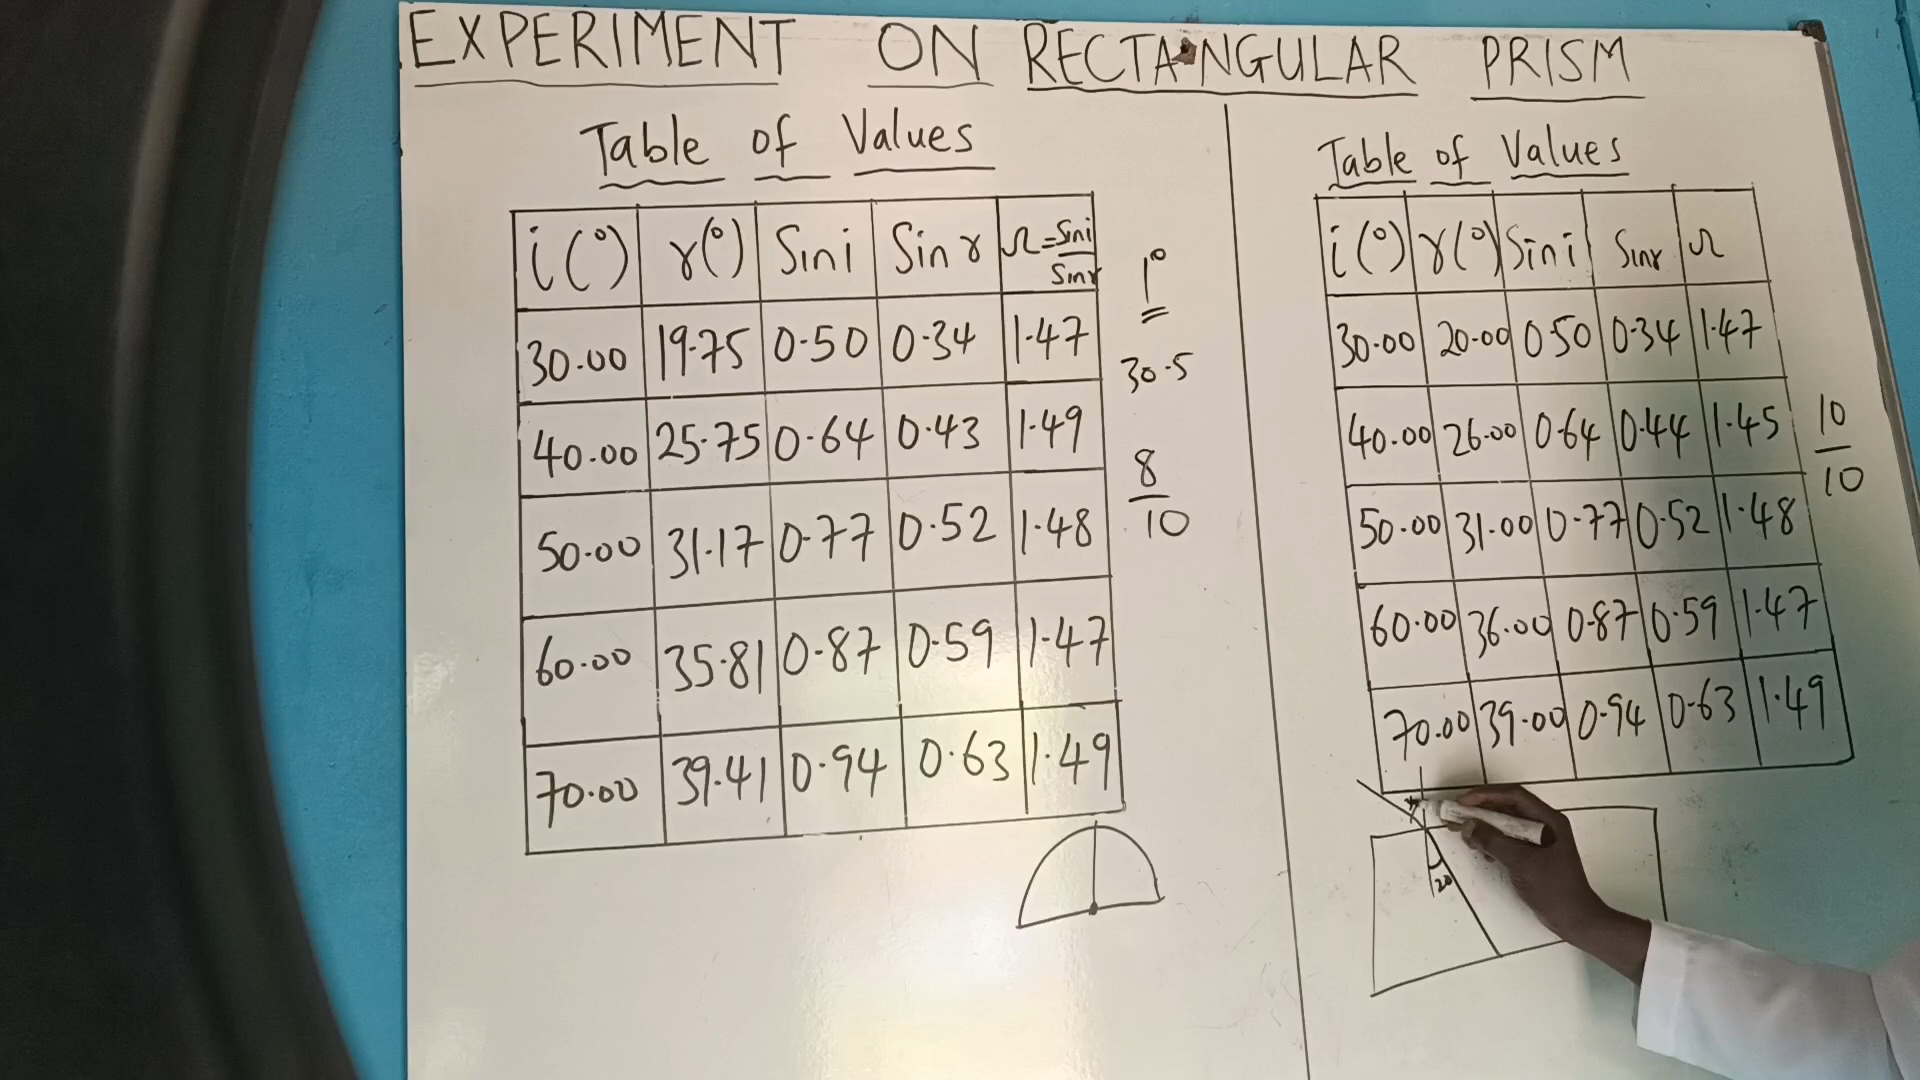 EXPERIMENT ON RECTANGULAR PRISM
Table of Values
i(°) r(°) Sini Sin r Ω=Sini/Sinr
30.00 19.75 0.50 0.34 1.47
40.00 25.75 0.64 0.43 1.49
50.00 31.17 0.77 0.52 1.48
60.00 35.81 0.87 0.59 1.47
70.00 39.41 0.94 0.63 1.49
1°
30.5
8/10
Table of Values
i(°) r(°) Sini Sinr Ω
30.00 20.00 0.50 0.34 1.47
40.00 26.00 0.64 0.44 1.45
50.00 31.00 0.77 0.52 1.48
60.00 36.00 0.87 0.59 1.47
70.00 39.00 0.94 0.63 1.49
10/10
20